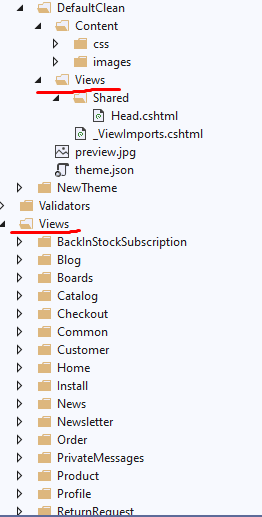 DefaultClean
Content
css
images
Views
Shared
Head.cshtml
_ViewImports.cshtml
preview.jpg
theme.json
NewTheme
Validators
Views
BackInStockSubscription
Blog
Boards
Catalog
Checkout
Common
Customer
Home
Install
News
Newsletter
Order
PrivateMessages
Product
Profile
ReturnRequest